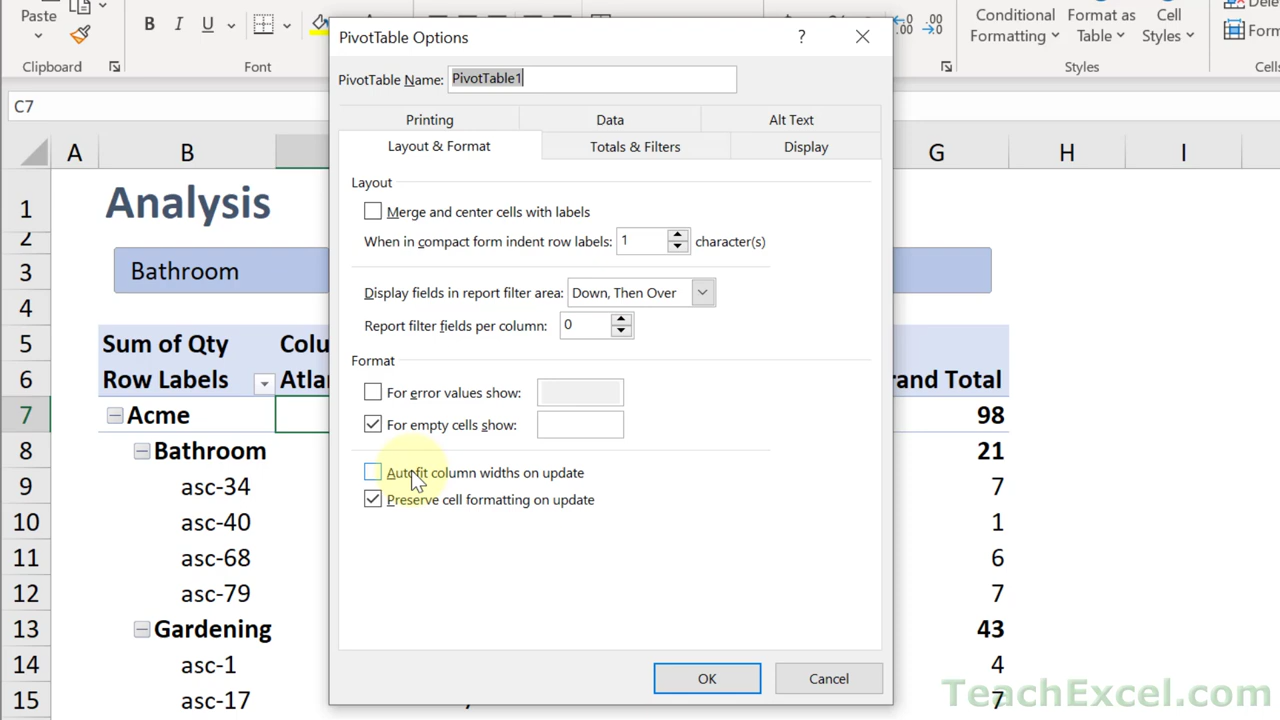 Paste
B I U
Conditional Formatting
Format as Table
Cell Styles
Clipboard
Font
Styles
C7
PivotTable Options
?
PivotTable Name: PivotTable1
Printing Data Alt Text
Layout & Format Totals & Filters Display
Layout
Merge and center cells with labels
When in compact form indent row labels: 1 character(s)
Display fields in report filter area: Down, Then Over
Report filter fields per column: 0
Format
For error values show:
For empty cells show:
Autofit column widths on update
Preserve cell formatting on update
OK Cancel
A B G H I
1 Analysis
2
3 Bathroom
4
5 Sum of Qty
6 Row Labels
7 Acme 98
8 Bathroom 21
9 asc-34 7
10 asc-40 1
11 asc-68 6
12 asc-79 7
13 Gardening 43
14 asc-1 4
15 asc-17 7
TeachExcel.com